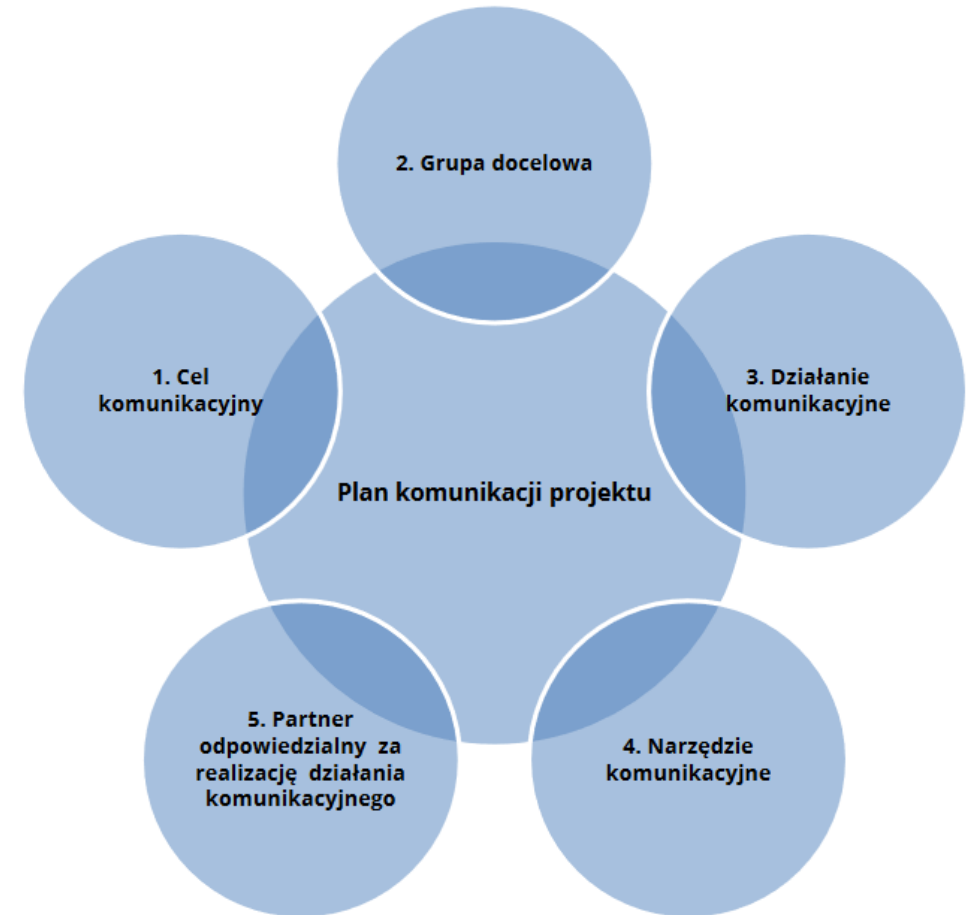 2. Grupa docelowa
1. Cel
komunikacyjny
3. Działanie
komunikacyjne
Plan komunikacji projektu
5. Partner
odpowiedzialny za
realizację działania
komunikacyjnego
4. Narzędzie
komunikacyjne